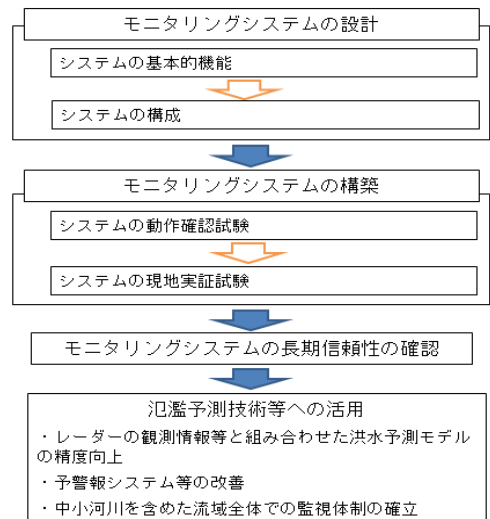 モニタリングシステムの設計
システムの基本的機能
システムの構成
モニタリングシステムの構築
システムの動作確認試験
システムの現地実証試験
モニタリングシステムの長期信頼性の確認
氾濫予測技術等への活用
・レーダーの観測情報等と組み合わせた洪水予測モデル
の精度向上
・予警報システム等の改善
・中小河川を含めた流域全体での監視体制の確立